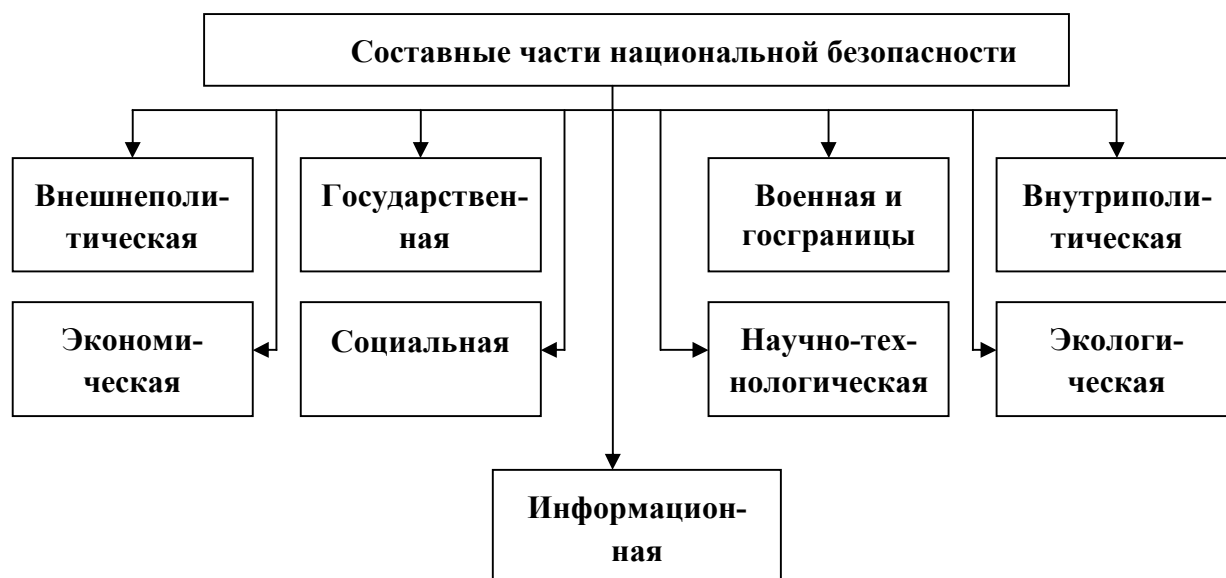 Составные части национальной безопасности
Внешнеполи-
тическая
Государствен-
ная
Военная и
госграницы
Внутриполи-
тическая
Экономи-
ческая
Социальная
Научно-тех-
нологическая
Экологи-
ческая
Информацион-
ная